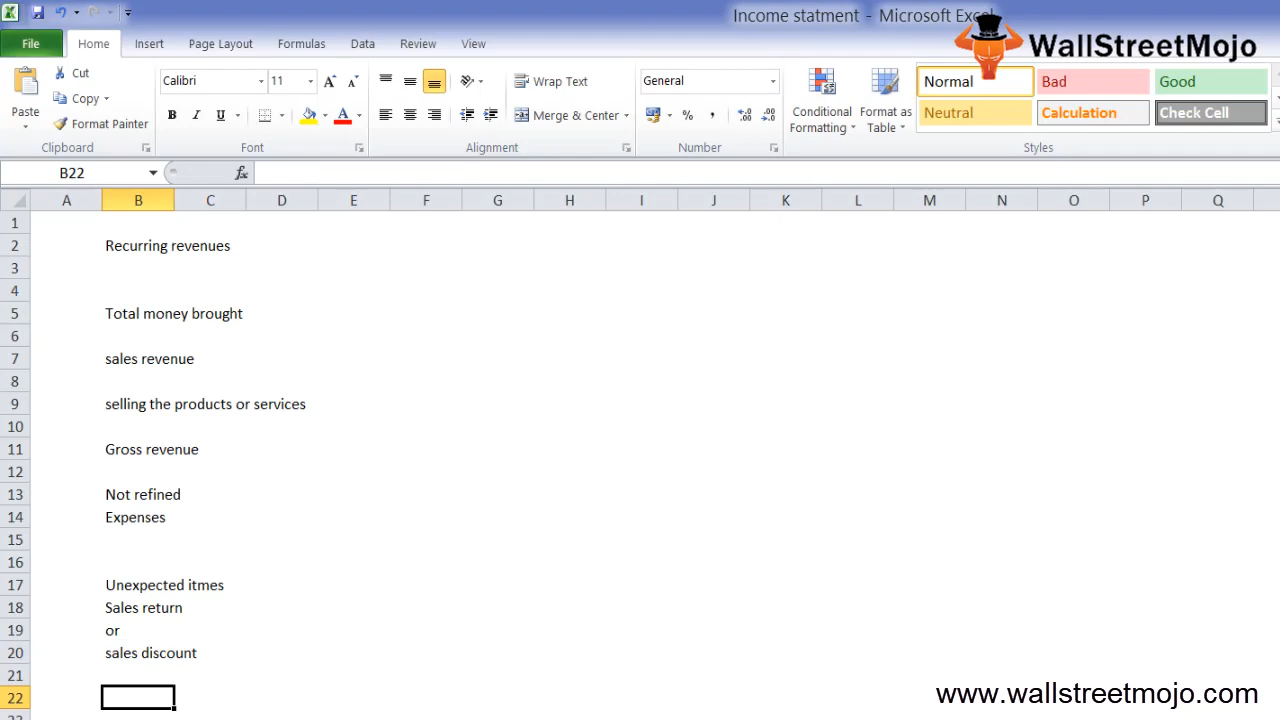 Income statment - Microsoft Excel
WallStreetMojo
File Home Insert Page Layout Formulas Data Review View
Cut
Copy
Format Painter
Paste
Clipboard
Calibri 11
B I U
Font
Wrap Text
Merge & Center
Alignment
General
% ,
Number
Conditional Formatting
Format as Table
Normal Bad Good
Neutral Calculation Check Cell
Styles
B22 fx
A B C D E F G H I J K L M N O P Q
1
2 Recurring revenues
3
4
5 Total money brought
6
7 sales revenue
8
9 selling the products or services
10
11 Gross revenue
12
13 Not refined
14 Expenses
15
16
17 Unexpected itmes
18 Sales return
19 or
20 sales discount
21
22
www.wallstreetmojo.com